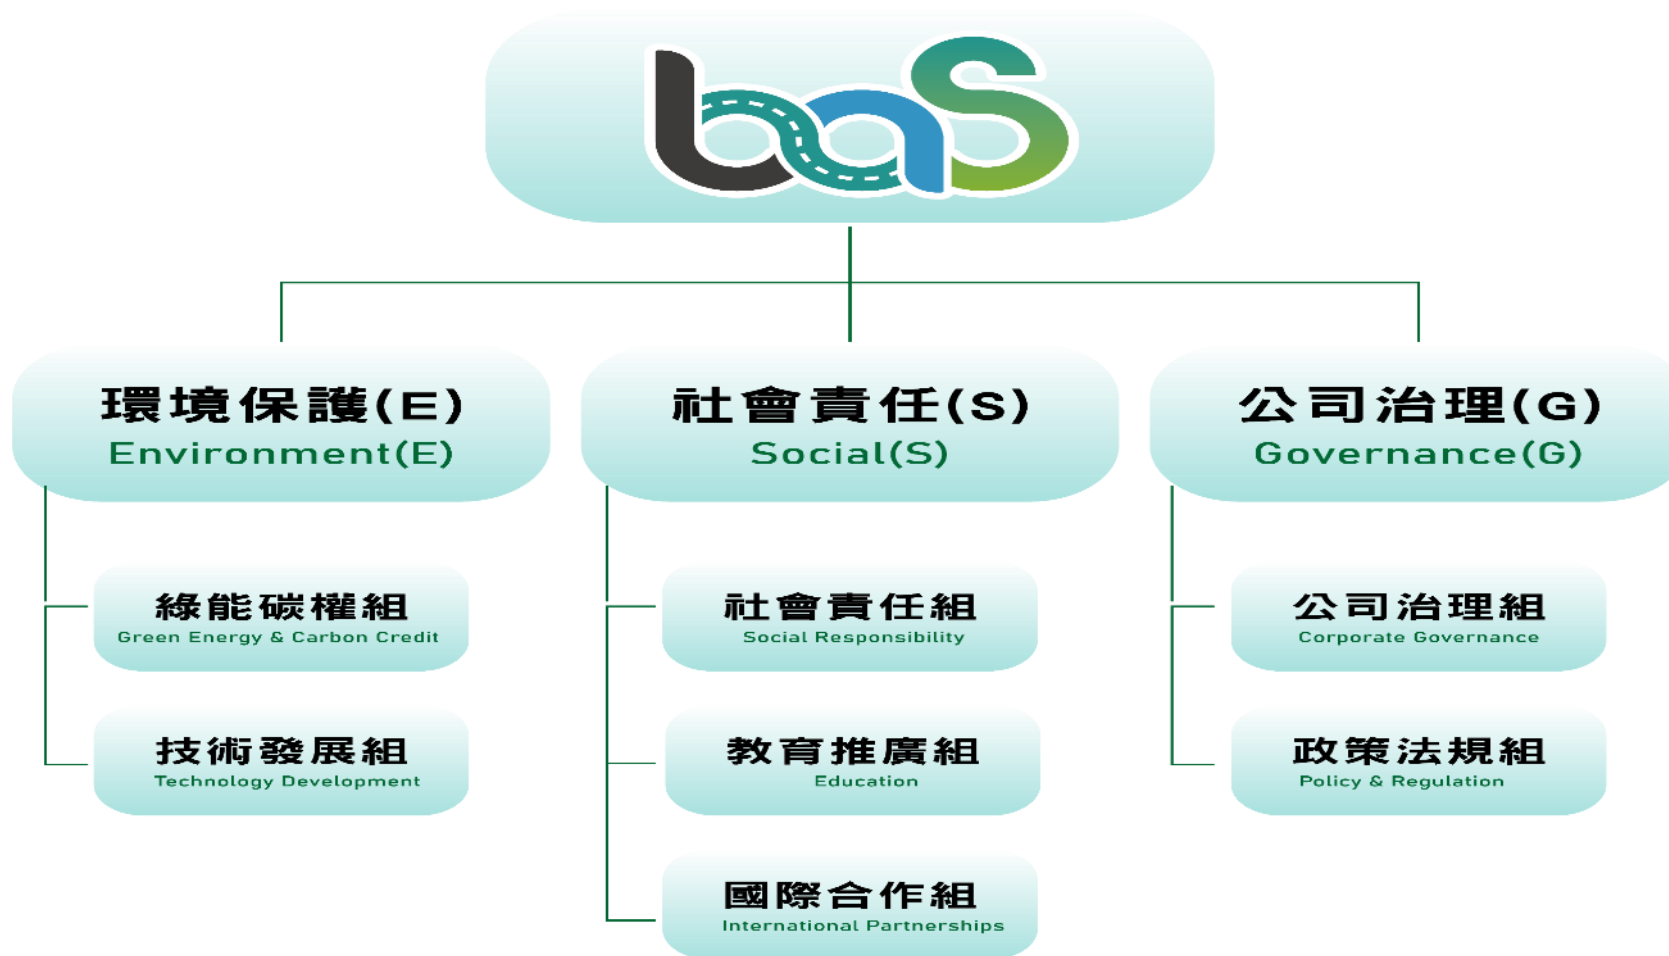 baS
環境保護(E)
Environment(E)
社會責任(S)
Social(S)
公司治理(G)
Governance(G)
綠能碳權組
Green Energy & Carbon Credit
技術發展組
Technology Development
社會責任組
Social Responsibility
教育推廣組
Education
國際合作組
International Partnerships
公司治理組
Corporate Governance
政策法規組
Policy & Regulation